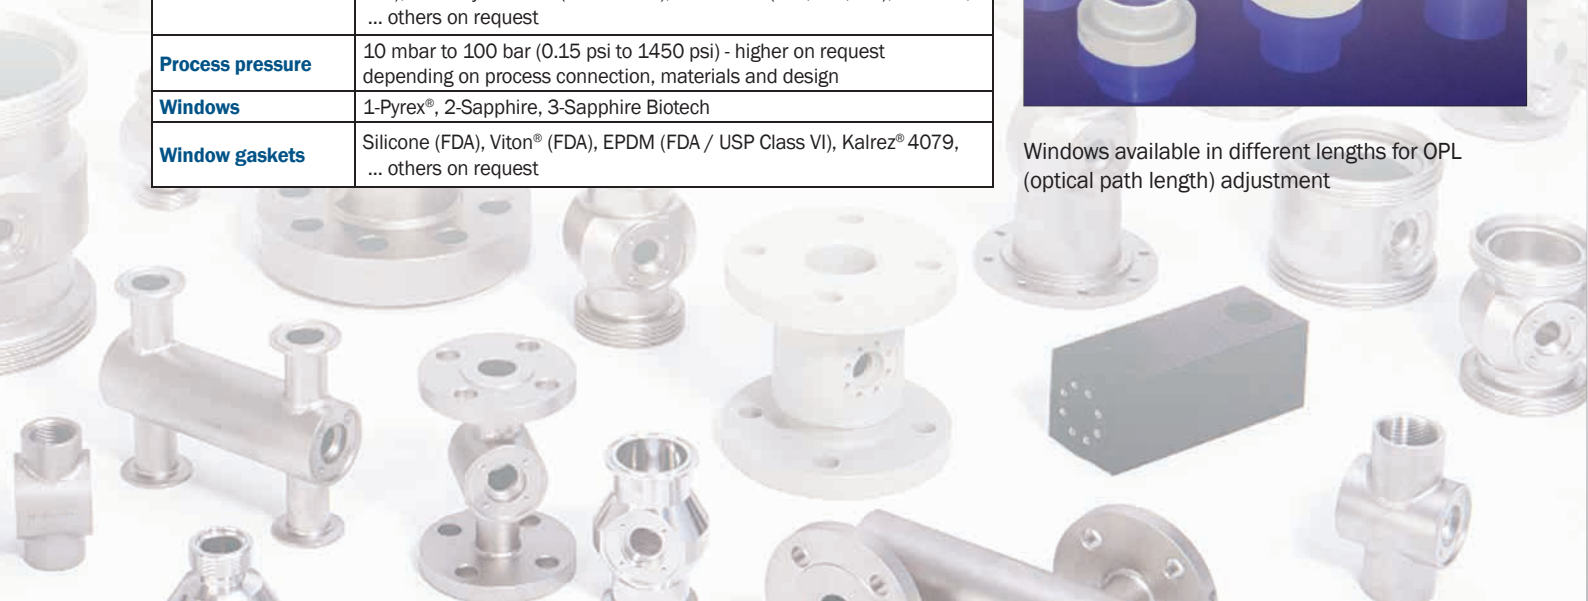 ... others on request
Process pressure
10 mbar to 100 bar (0.15 psi to 1450 psi) - higher on request
depending on process connection, materials and design
Windows
1-Pyrex®, 2-Sapphire, 3-Sapphire Biotech
Window gaskets
Silicone (FDA), Viton® (FDA), EPDM (FDA / USP Class VI), Kalrez® 4079,
... others on request
Windows available in different lengths for OPL
(optical path length) adjustment